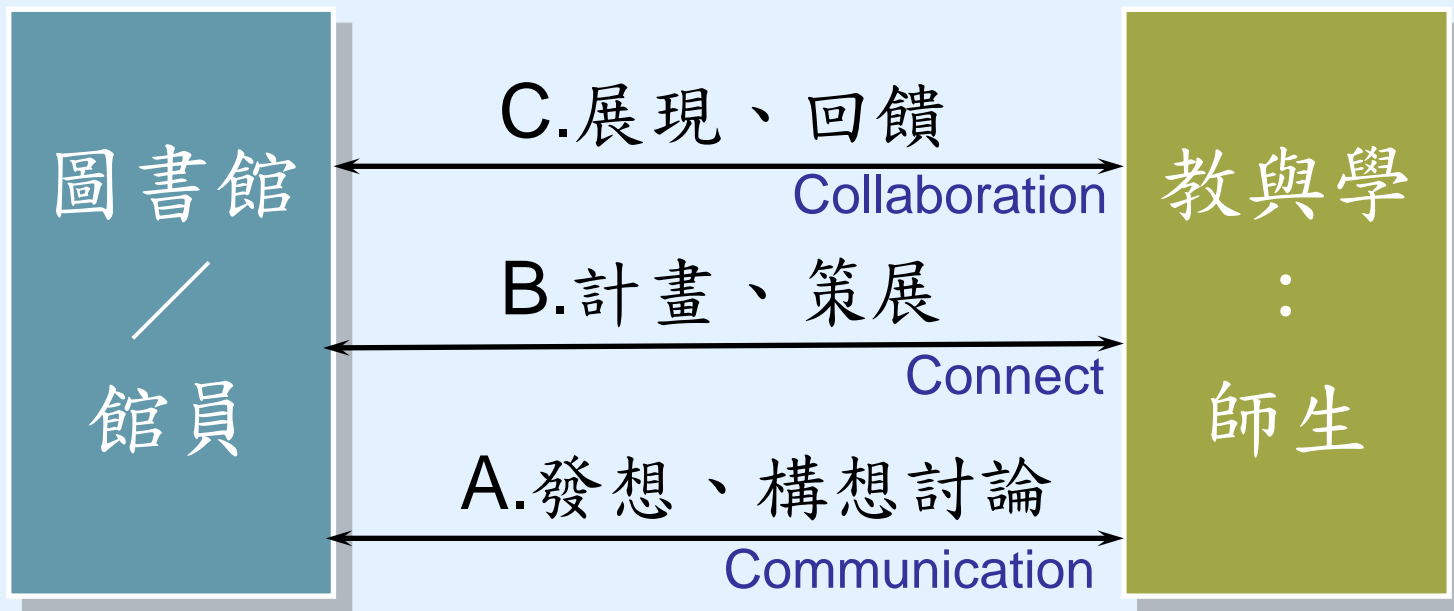 圖書館
／
館員
C.展現、回饋
Collaboration
B.計畫、策展
Connect
A.發想、構想討論
Communication
教與學
：
師生